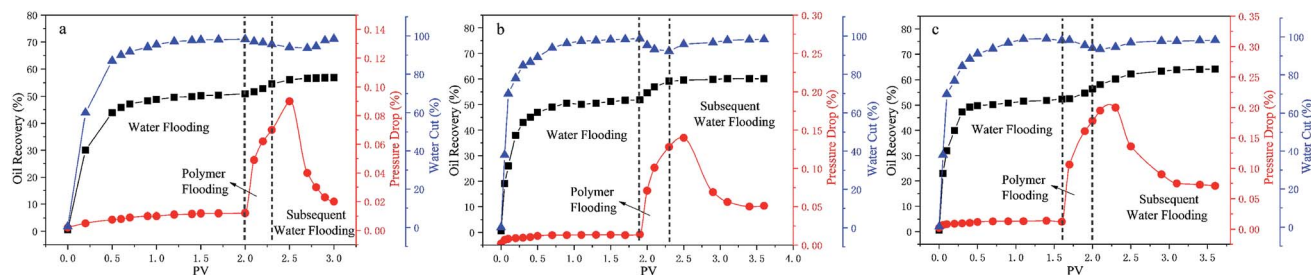 a
Oil Recovery (%)
80
70
60
50
40
30
20
10
0
Water Flooding
Polymer
Flooding
Subsequent
Water Flooding
0.0 0.5 1.0 1.5 2.0 2.5 3.0
PV
0.14
0.12
0.10
0.08
0.06
0.04
0.02
0.00
Pressure Drop (%)
100
80
60
40
20
0
Water Cut (%)
b
Oil Recovery (%)
80
70
60
50
40
30
20
10
0
Water Flooding
Polymer
Flooding
Subsequent
Water Flooding
0.0 0.5 1.0 1.5 2.0 2.5 3.0 3.5 4.0
PV
0.30
0.25
0.20
0.15
0.10
0.05
0.00
Pressure Drop (%)
100
80
60
40
20
0
Water Cut (%)
c
Oil Recovery (%)
80
70
60
50
40
30
20
10
0
Water Flooding
Polymer
Flooding
Subsequent
Water Flooding
0.0 0.5 1.0 1.5 2.0 2.5 3.0 3.5
PV
0.35
0.30
0.25
0.20
0.15
0.10
0.05
0.00
Pressure Drop (%)
100
80
60
40
20
0
Water Cut (%)